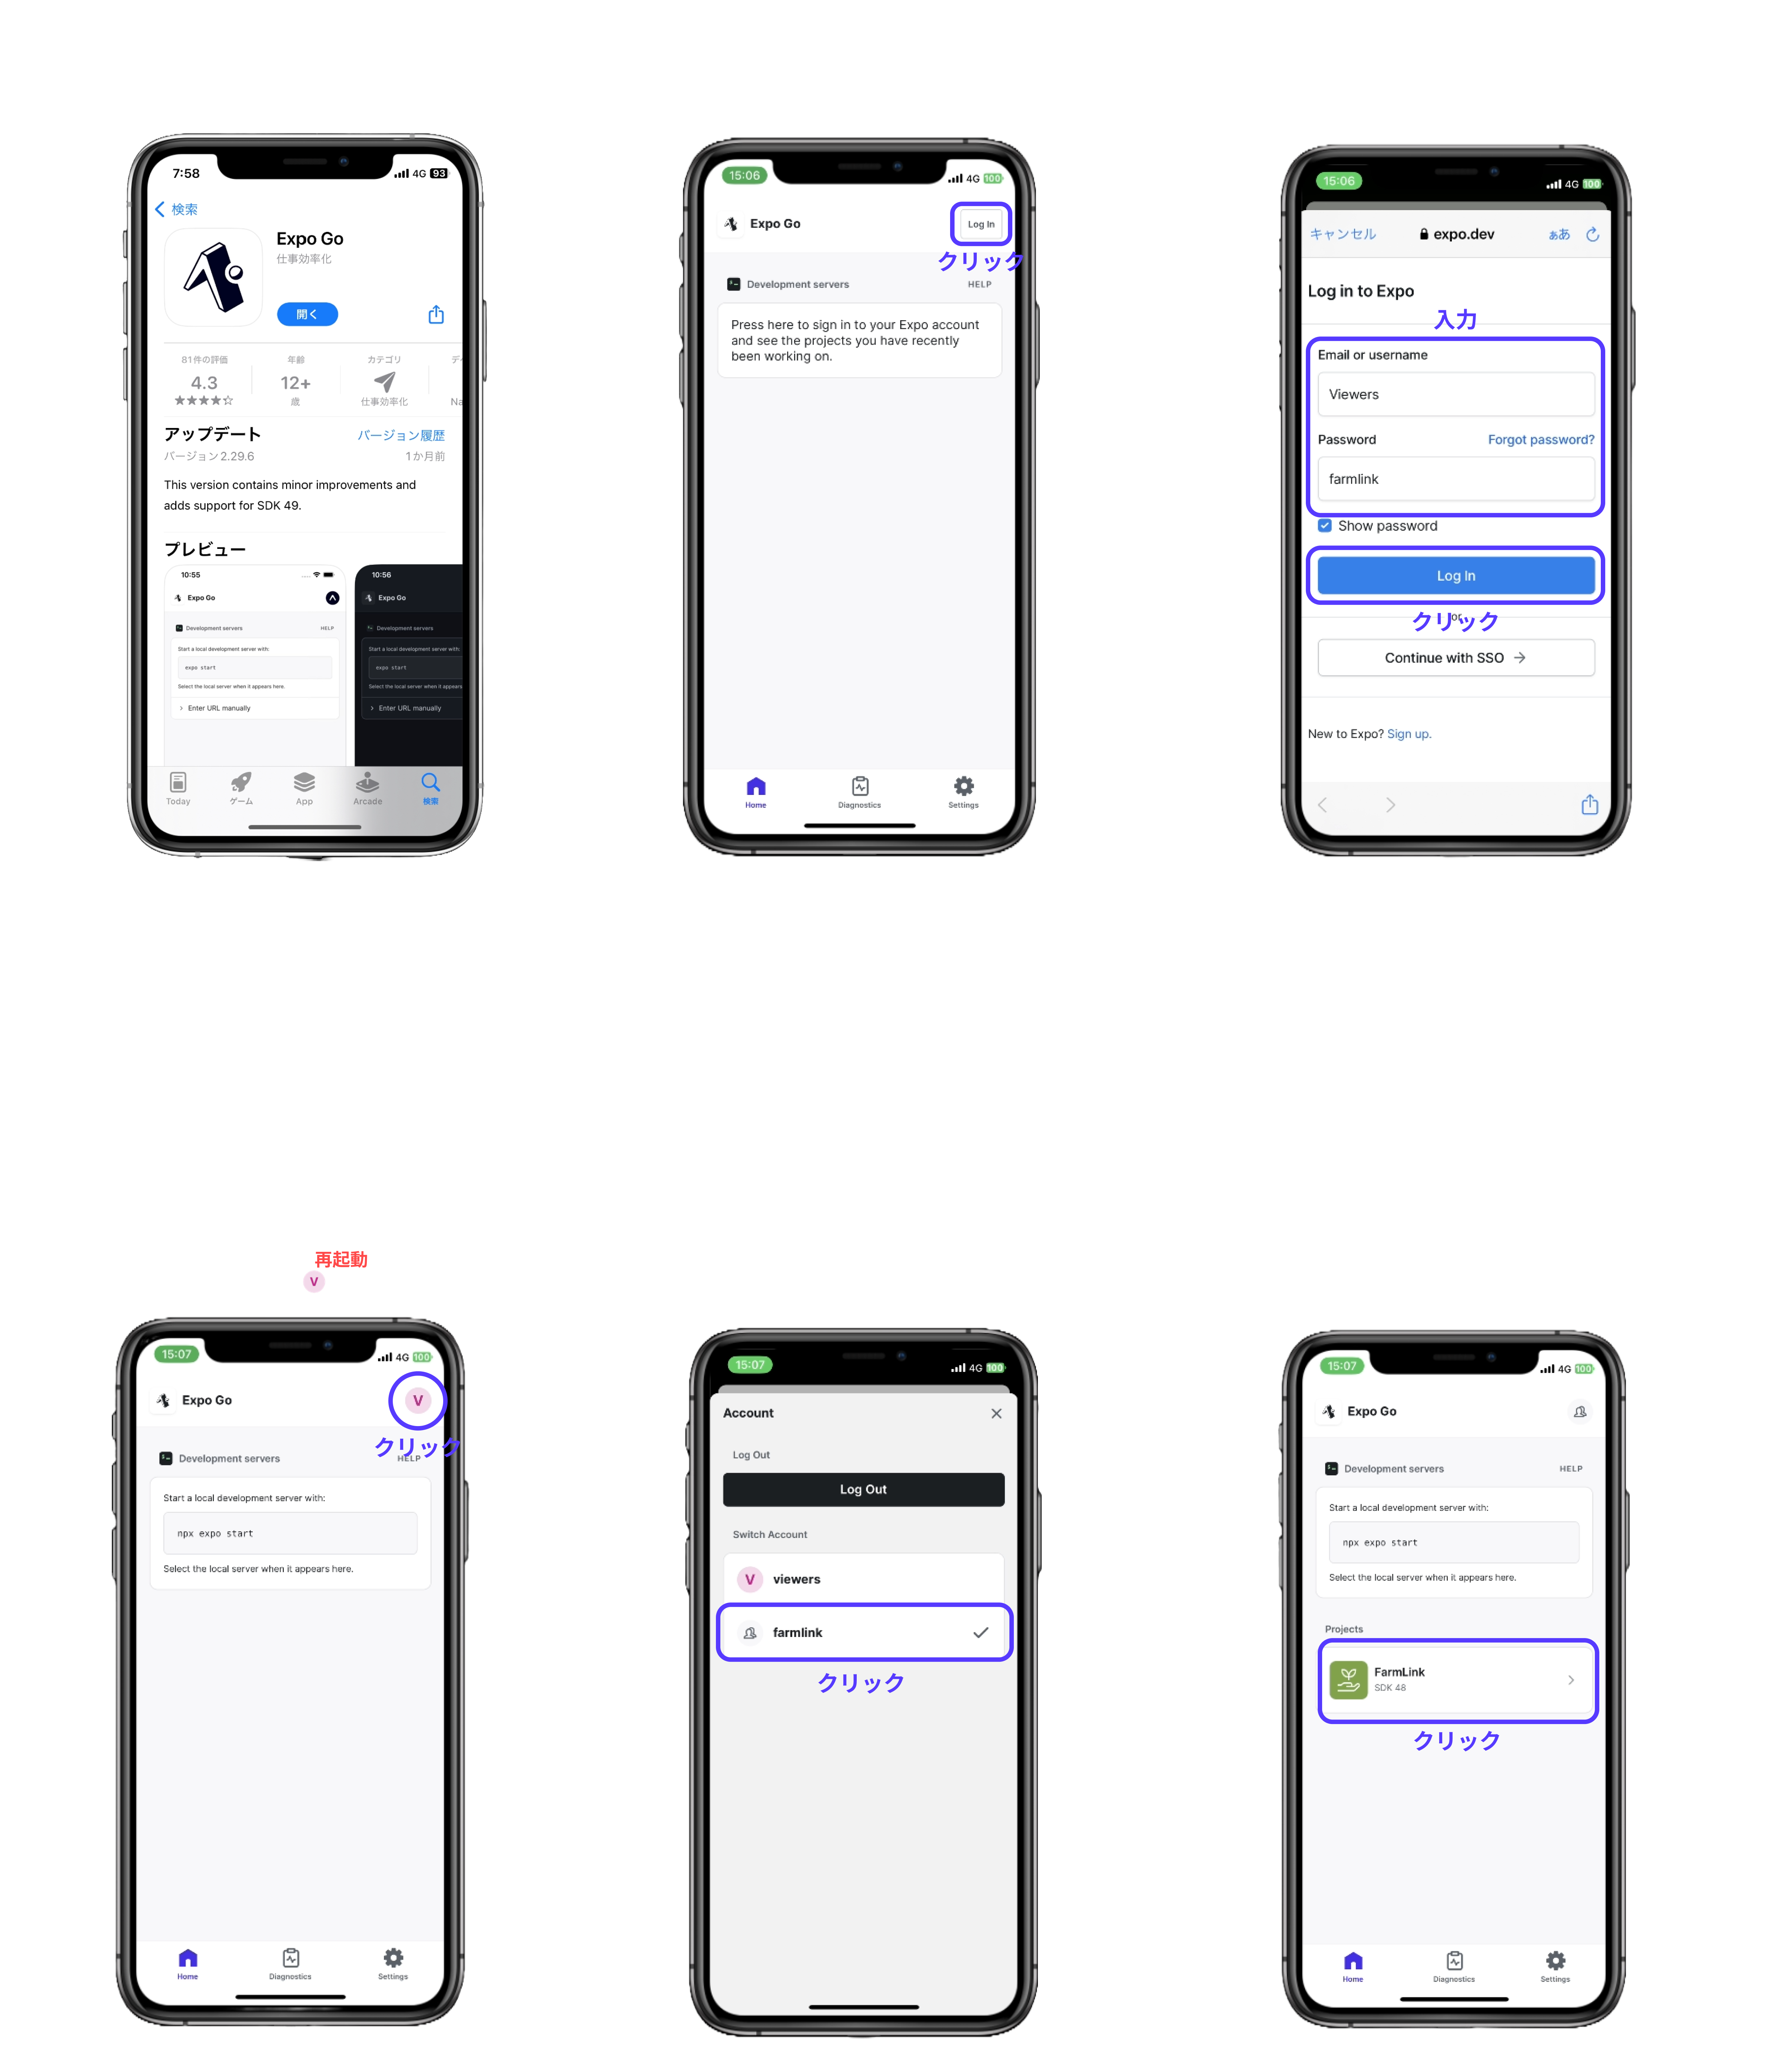 7:58
4G 93
検索
Expo Go
仕事効率化
開く
81件の評価
年齢
カテゴリ
4.3
12+
★★★★☆
歳
仕事効率化
Na
アップデート
バージョン履歴
バージョン 2.29.6
1か月前
This version contains minor improvements and
adds support for SDK 49.
プレビュー
10:55
Expo Go
Development servers
HELP
Start a local development server with:
expo start
Select the local server when it appears here.
Enter URL manually
10:56
Expo Go
Development servers
Start a local development server with:
expo start
Select the local server when it appears
Enter URL manually
Today
ゲーム
App
Arcade
検索
15:06
4G 100
Expo Go
Log In
クリック
Development servers
HELP
Press here to sign in to your Expo account
and see the projects you have recently
been working on.
Home
Diagnostics
Settings
15:06
4G 100
キャンセル
expo.dev
ああ
Log in to Expo
入力
Email or username
Viewers
Password
Forgot password?
farmlink
Show password
Log In
or
クリック
Continue with SSO →
New to Expo? Sign up.
再起動
V
15:07
4G 100
Expo Go
V
クリック
Development servers
HELP
Start a local development server with:
npx expo start
Select the local server when it appears here.
Home
Diagnostics
Settings
15:07
4G 100
Account
Log Out
Log Out
Switch Account
V
viewers
farmlink
クリック
15:07
4G 100
Expo Go
Development servers
HELP
Start a local development server with:
npx expo start
Select the local server when it appears here.
Projects
FarmLink
SDK 48
クリック
Home
Diagnostics
Settings